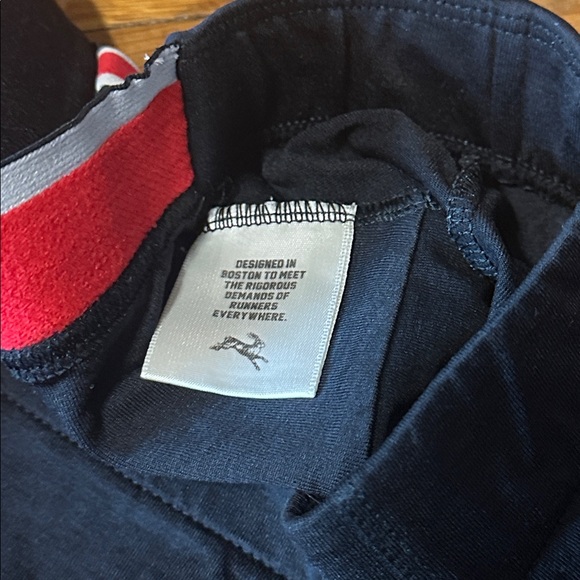 DESIGNED IN
BOSTON TO MEET
THE RIGOROUS
DEMANDS OF
RUNNERS
EVERYWHERE.